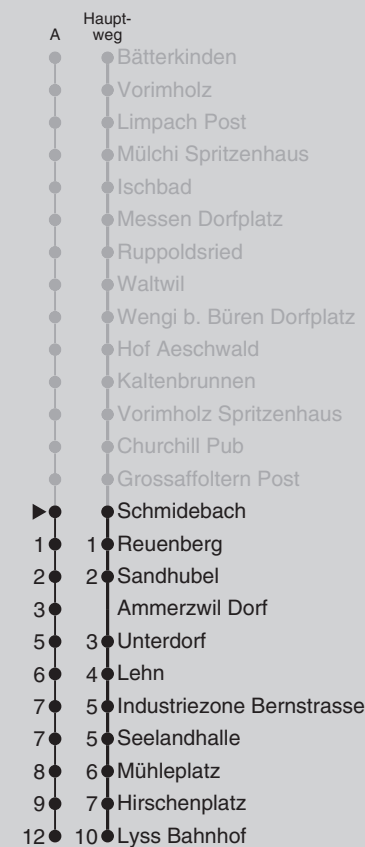 A Haupt-
weg
Bätterkinden
Vorimholz
Limpach Post
Mülchi Spritzenhaus
Ischbad
Messen Dorfplatz
Ruppoldsried
Waltwil
Wengi b. Büren Dorfplatz
Hof Aeschwald
Kaltenbrunnen
Vorimholz Spritzenhaus
Churchill Pub
Grossaffoltern Post
Schmidebach
1 1 Reuenberg
2 2 Sandhubel
3 Ammerzwil Dorf
5 3 Unterdorf
6 4 Lehn
7 5 Industriezone Bernstrasse
7 5 Seelandhalle
8 6 Mühleplatz
9 7 Hirschenplatz
12 10 Lyss Bahnhof